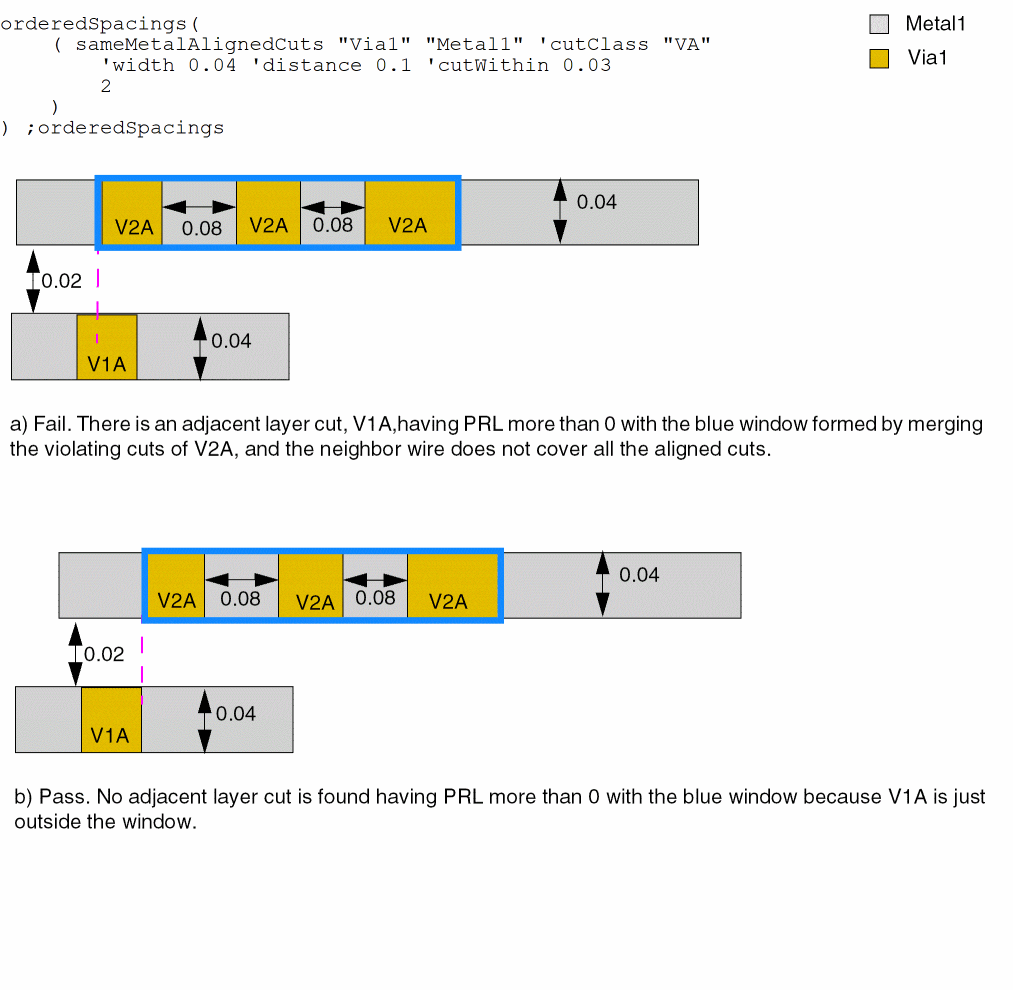 orderedSpacings(
( sameMetalAlignedCuts "Via1" "Metal1" 'cutClass "VA"
'width 0.04 'distance 0.1 'cutWithin 0.03
2
)
) ;orderedSpacings
Metal1
Via1
V2A
0.08
V2A
0.08
V2A
0.04
0.02
V1A
0.04
a) Fail. There is an adjacent layer cut, V1A,having PRL more than 0 with the blue window formed by merging
the violating cuts of V2A, and the neighbor wire does not cover all the aligned cuts.
V2A
0.08
V2A
0.08
V2A
0.04
0.02
V1A
0.04
b) Pass. No adjacent layer cut is found having PRL more than 0 with the blue window because V1A is just
outside the window.